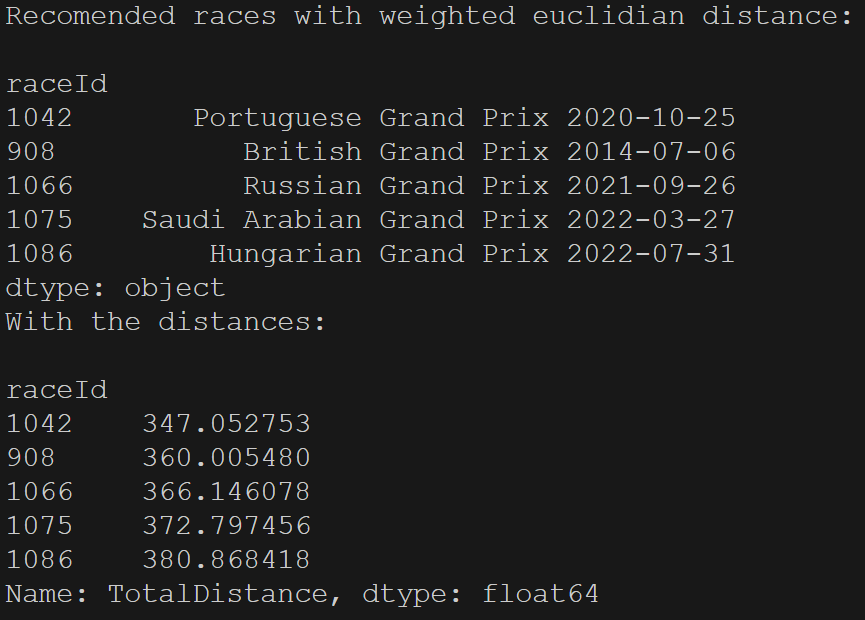 Recomended races with weighted euclidian distance:
raceId
1042 Portuguese Grand Prix 2020-10-25
908 British Grand Prix 2014-07-06
1066 Russian Grand Prix 2021-09-26
1075 Saudi Arabian Grand Prix 2022-03-27
1086 Hungarian Grand Prix 2022-07-31
dtype: object
With the distances:
raceId
1042 347.052753
908 360.005480
1066 366.146078
1075 372.797456
1086 380.868418
Name: TotalDistance, dtype: float64